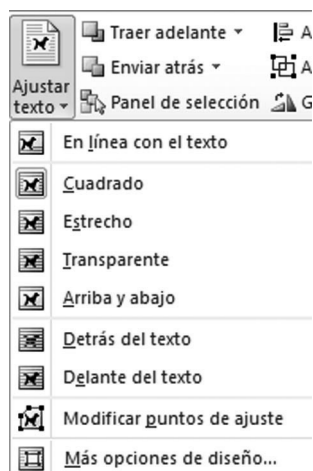 Ajustar texto
Traer adelante
Enviar atrás
Panel de selección
A
A
G
En línea con el texto
Cuadrado
Estrecho
Transparente
Arriba y abajo
Detrás del texto
Delante del texto
Modificar puntos de ajuste
Más opciones de diseño...